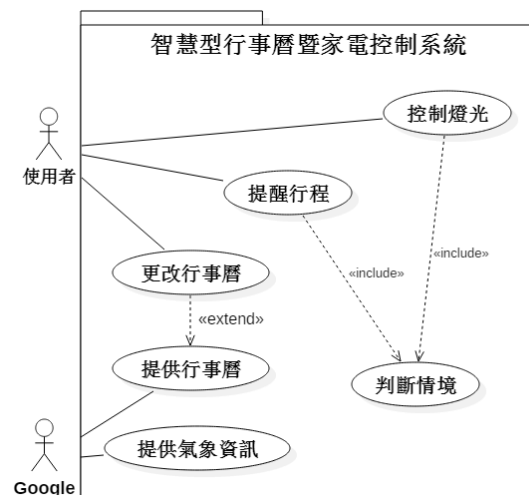 智慧型行事曆暨家電控制系統
控制燈光
使用者
提醒行程
«include»
更改行事曆
«include»
«extend»
提供行事曆
判斷情境
提供氣象資訊
Google